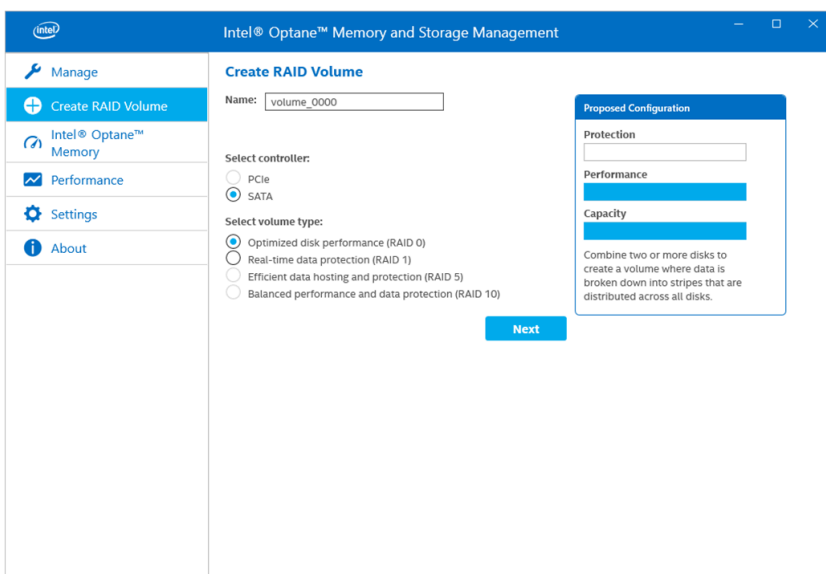 intel
Intel® Optane™ Memory and Storage Management
Manage
Create RAID Volume
Intel® Optane™
Memory
Performance
Settings
About
Create RAID Volume
Name: volume_0000
Select controller:
PCIe
SATA
Select volume type:
Optimized disk performance (RAID 0)
Real-time data protection (RAID 1)
Efficient data hosting and protection (RAID 5)
Balanced performance and data protection (RAID 10)
Next
Proposed Configuration
Protection
Performance
Capacity
Combine two or more disks to
create a volume where data is
broken down into stripes that are
distributed across all disks.